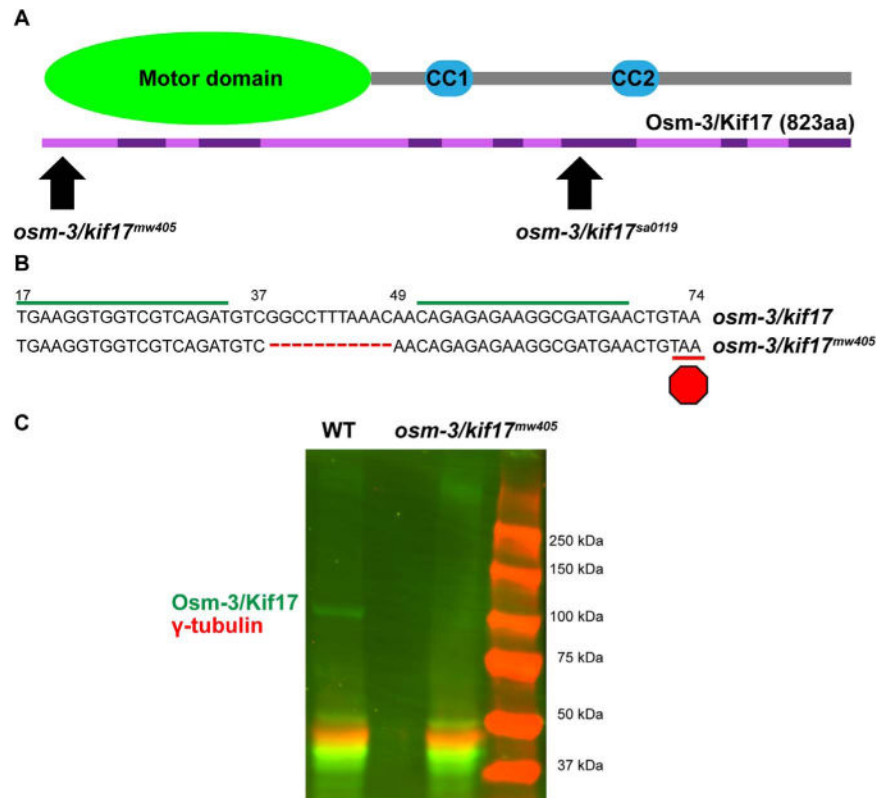 A
Motor domain
CC1
CC2
Osm-3/Kif17 (823aa)
osm-3/kif17mw405
osm-3/kif17sa0119
B
17 37 49 74
TGAAGGTGGTCGTCAGATGTCGGCCTTTAAACAACAGAGAGAAGGCGATGAACTGTAA osm-3/kif17
TGAAGGTGGTCGTCAGATGTC-----------AACAGAGAGAAGGCGATGAACTGTAA osm-3/kif17mw405
C
WT osm-3/kif17mw405
250 kDa
150 kDa
Osm-3/Kif17
γ-tubulin
100 kDa
75 kDa
50 kDa
37 kDa